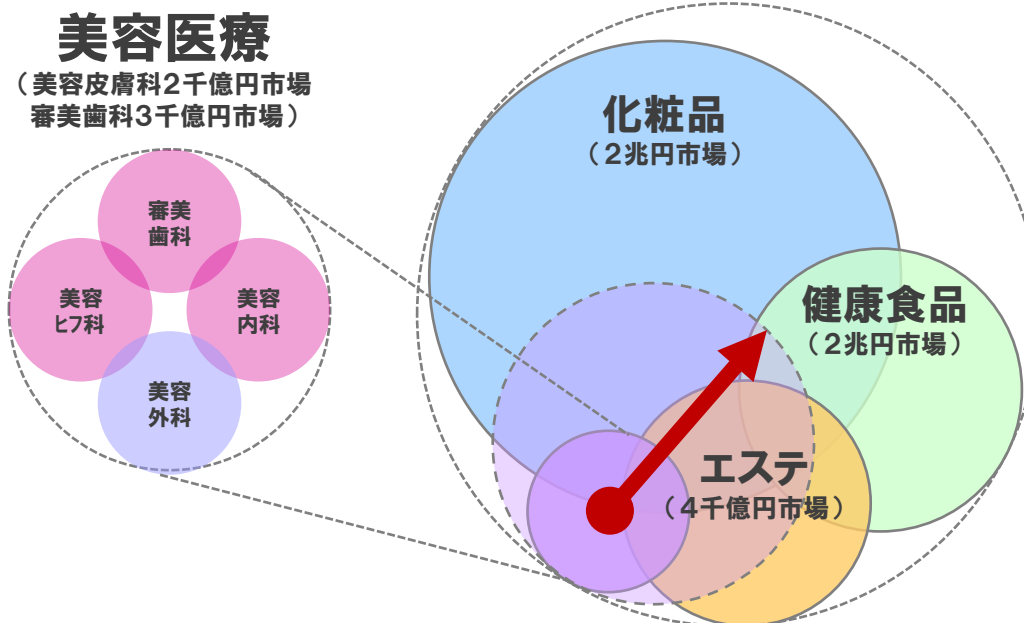 美容医療
（美容皮膚科2千億円市場
審美歯科3千億円市場）
審美
歯科
美容
ヒフ科
美容
内科
美容
外科
化粧品
（2兆円市場）
健康食品
（2兆円市場）
エステ
（4千億円市場）